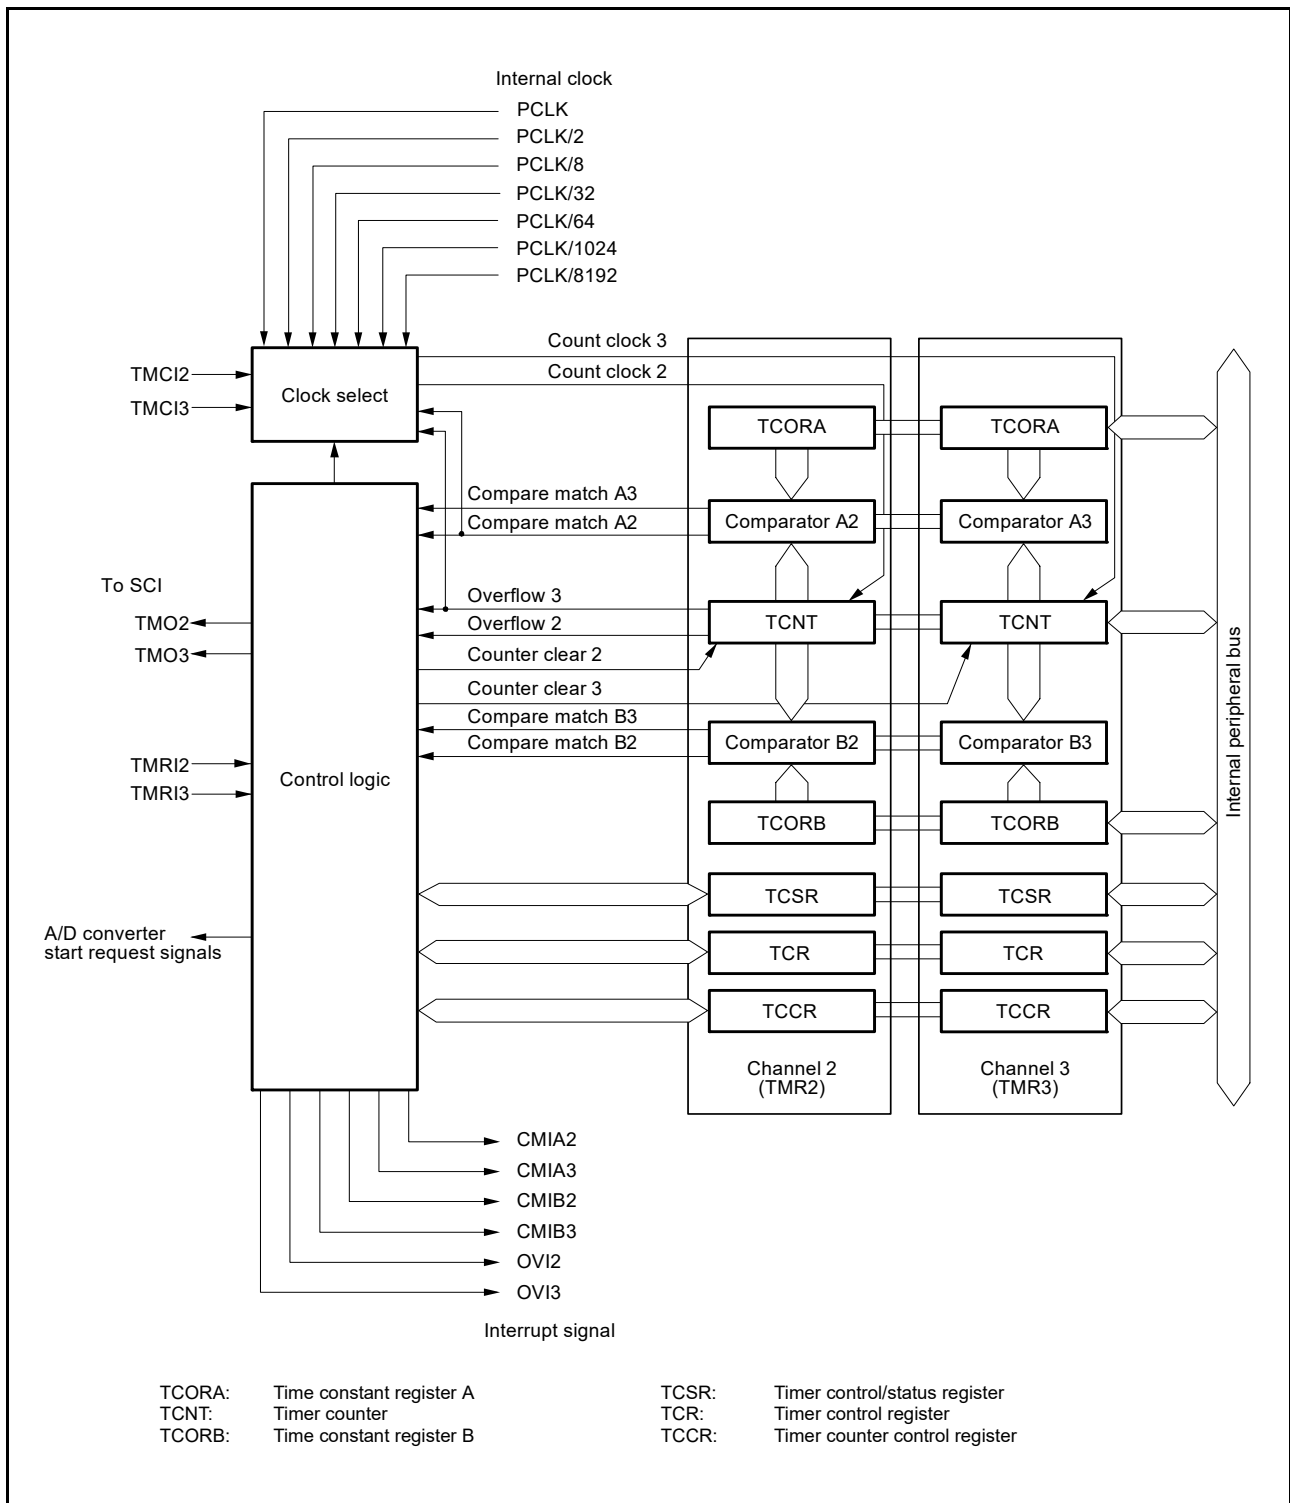 Internal clock
PCLK
PCLK/2
PCLK/8
PCLK/32
PCLK/64
PCLK/1024
PCLK/8192
TMCI2
TMCI3
Clock select
Count clock 3
Count clock 2
TCORA
TCORA
Compare match A3
Compare match A2
Comparator A2
Comparator A3
To SCI
TMO2
TMO3
Overflow 3
Overflow 2
Counter clear 2
Counter clear 3
TCNT
TCNT
Compare match B3
Compare match B2
Comparator B2
Comparator B3
TMRI2
TMRI3
Control logic
TCORB
TCORB
TCSR
TCSR
A/D converter
start request signals
TCR
TCR
TCCR
TCCR
Channel 2
(TMR2)
Channel 3
(TMR3)
Internal peripheral bus
CMIA2
CMIA3
CMIB2
CMIB3
OVI2
OVI3
Interrupt signal
TCORA: Time constant register A
TCNT: Timer counter
TCORB: Time constant register B
TCSR: Timer control/status register
TCR: Timer control register
TCCR: Timer counter control register